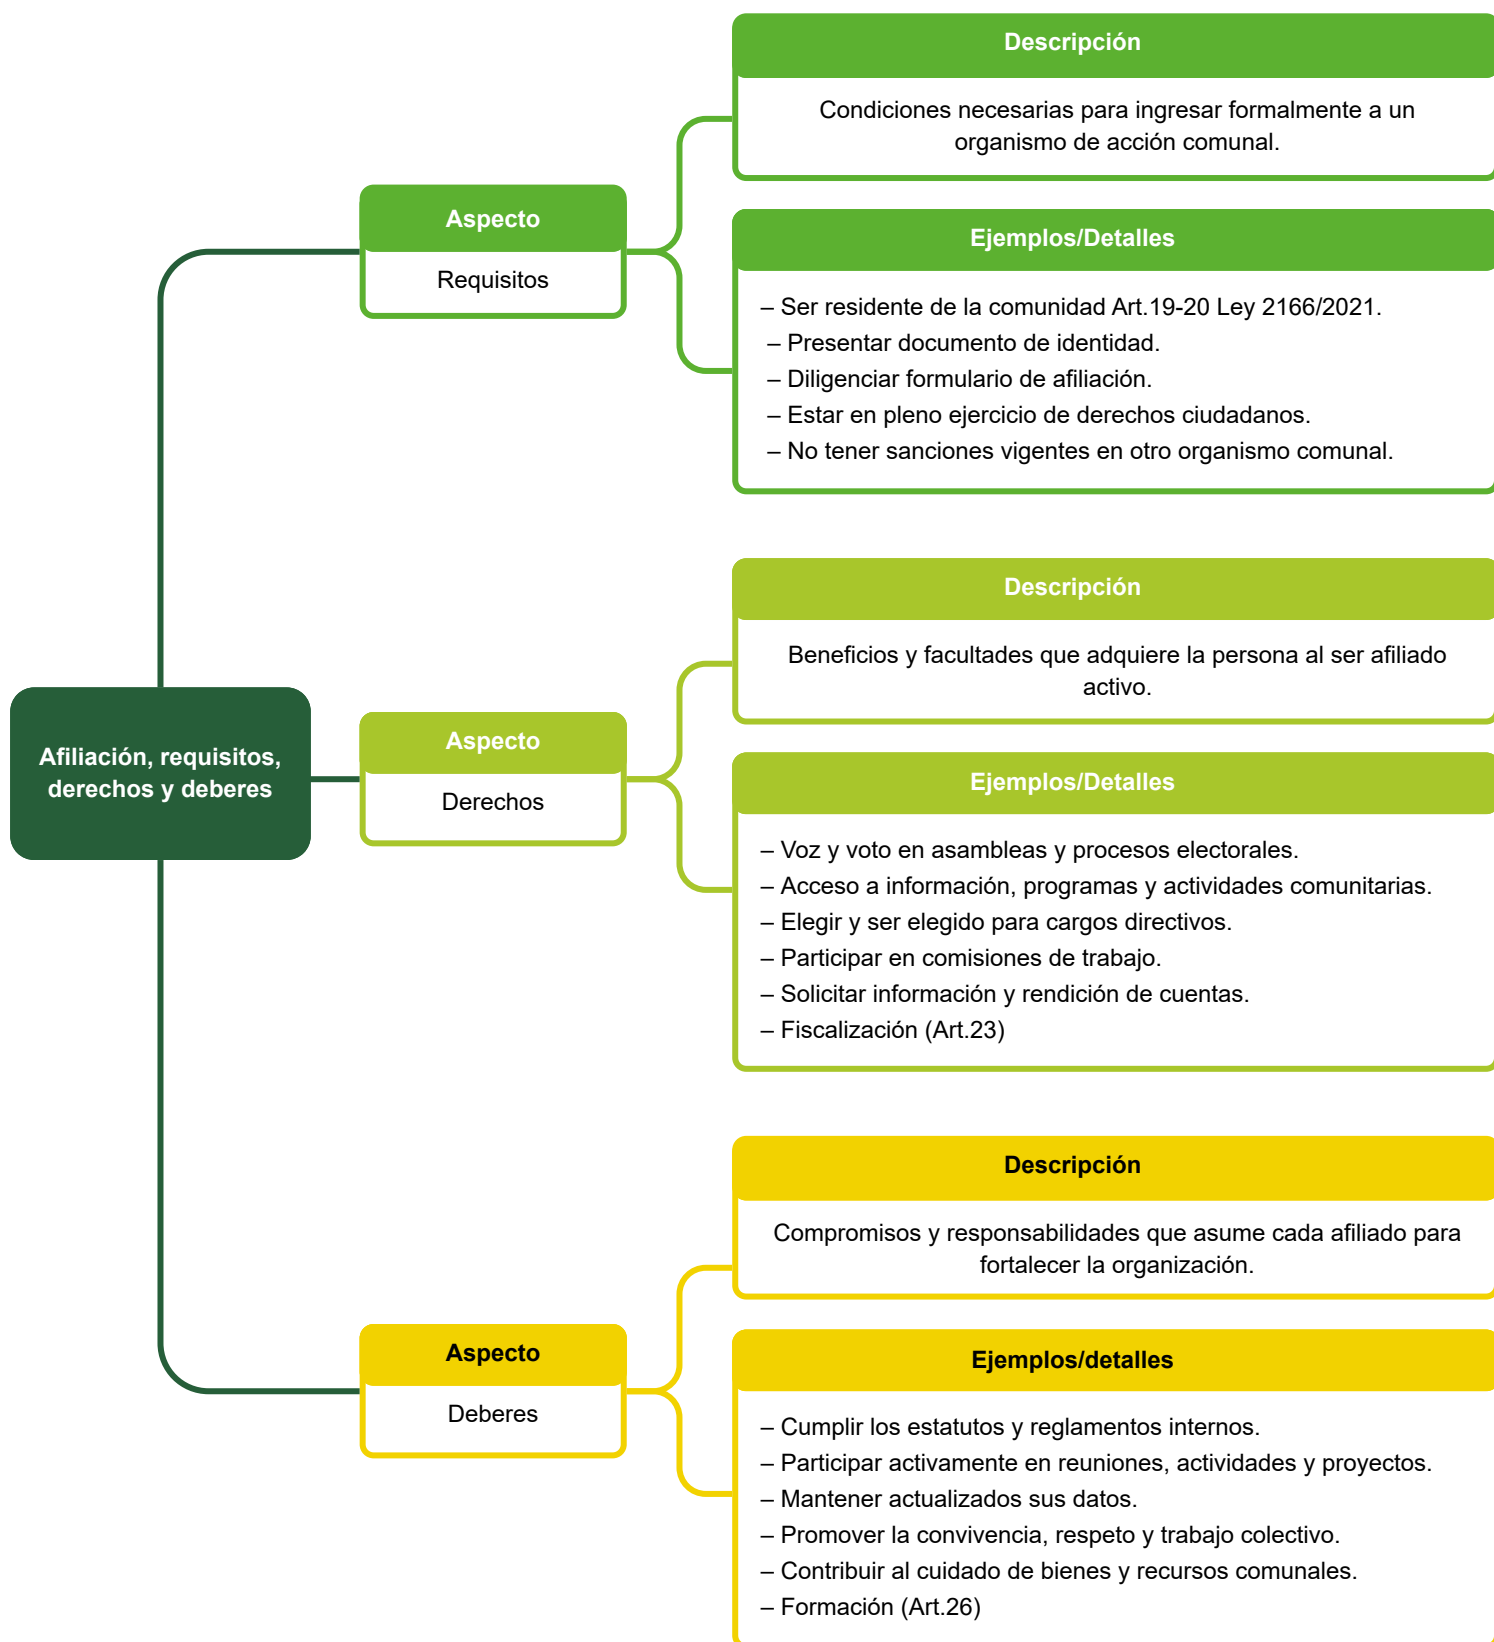 Afiliación, requisitos,
derechos y deberes
Aspecto
Requisitos
Descripción
Condiciones necesarias para ingresar formalmente a un
organismo de acción comunal.
Ejemplos/Detalles
– Ser residente de la comunidad Art.19-20 Ley 2166/2021.
– Presentar documento de identidad.
– Diligenciar formulario de afiliación.
– Estar en pleno ejercicio de derechos ciudadanos.
– No tener sanciones vigentes en otro organismo comunal.
Aspecto
Derechos
Descripción
Beneficios y facultades que adquiere la persona al ser afiliado
activo.
Ejemplos/Detalles
– Voz y voto en asambleas y procesos electorales.
– Acceso a información, programas y actividades comunitarias.
– Elegir y ser elegido para cargos directivos.
– Participar en comisiones de trabajo.
– Solicitar información y rendición de cuentas.
– Fiscalización (Art.23)
Aspecto
Deberes
Descripción
Compromisos y responsabilidades que asume cada afiliado para
fortalecer la organización.
Ejemplos/detalles
– Cumplir los estatutos y reglamentos internos.
– Participar activamente en reuniones, actividades y proyectos.
– Mantener actualizados sus datos.
– Promover la convivencia, respeto y trabajo colectivo.
– Contribuir al cuidado de bienes y recursos comunales.
– Formación (Art.26)